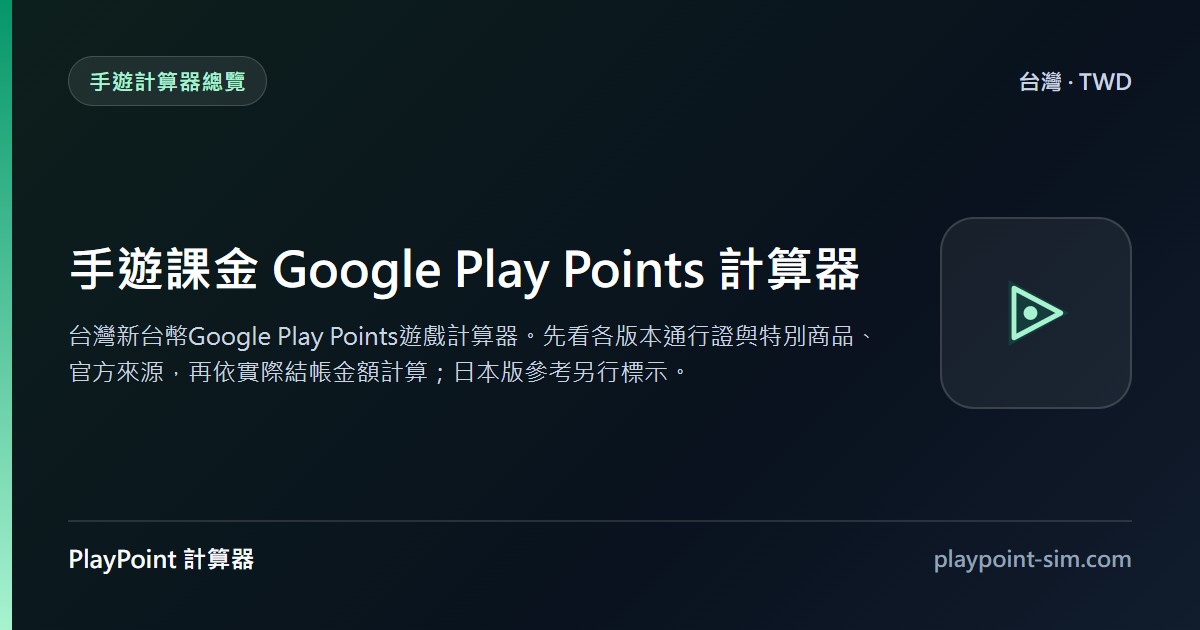 手遊計算器總覽
台灣 · TWD
手遊課金 Google Play Points 計算器
台灣新台幣Google Play Points遊戲計算器。先看各版本通行證與特別商品、
官方來源，再依實際結帳金額計算；日本版參考另行標示。
PlayPoint 計算器
playpoint-sim.com